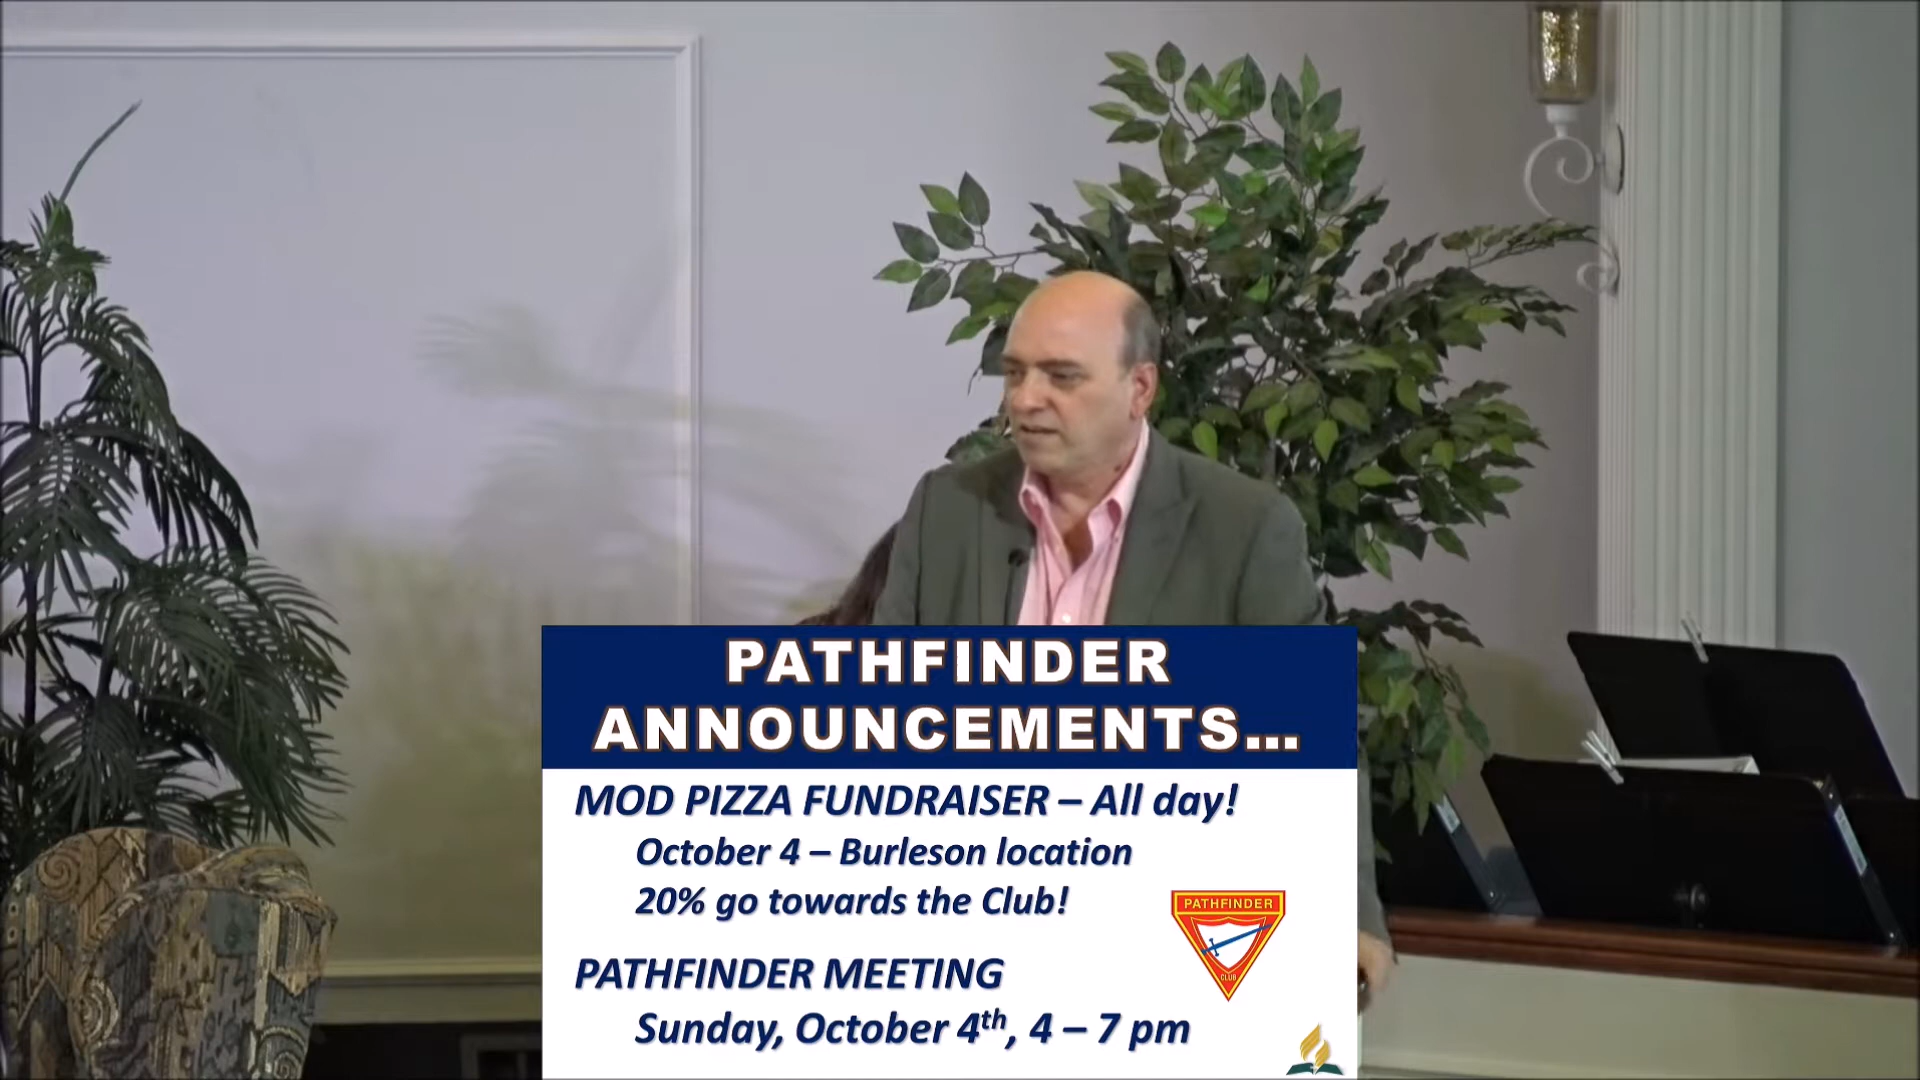 PATHFINDER
ANNOUNCEMENTS...
MOD PIZZA FUNDRAISER – All day!
October 4 – Burleson location
20% go towards the Club!
PATHFINDER
CLUB
PATHFINDER MEETING
Sunday, October 4th, 4 – 7 pm